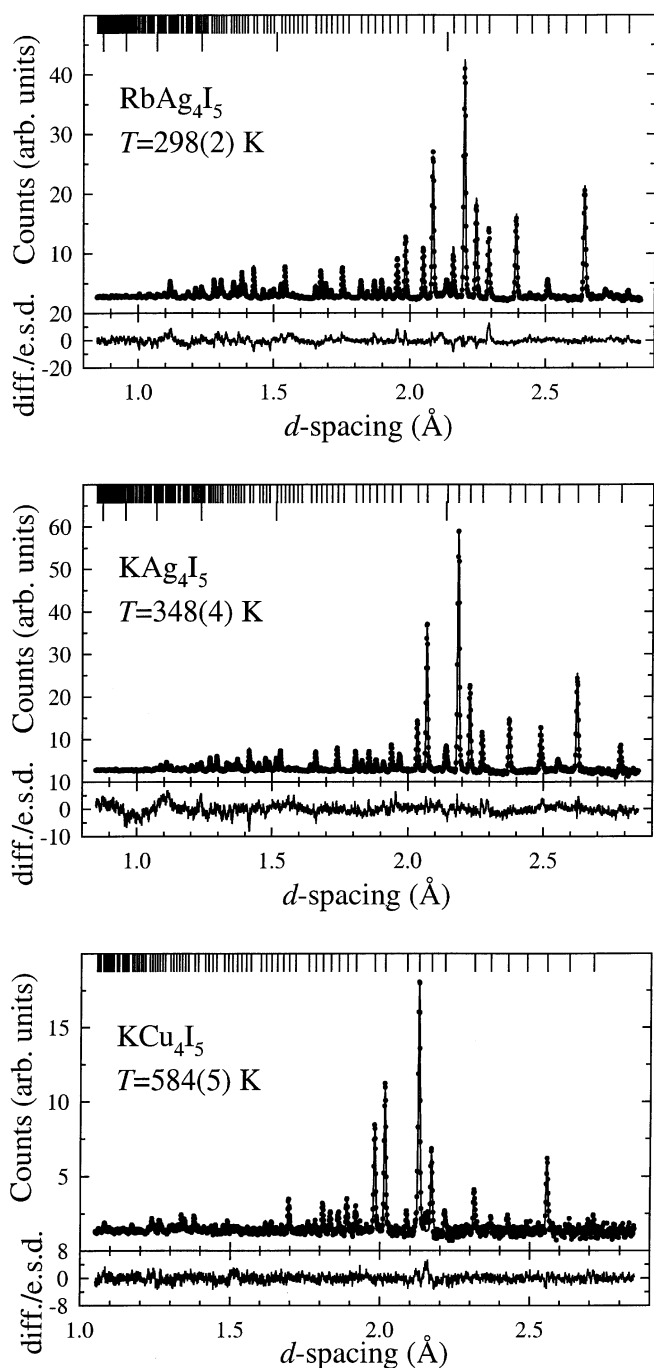 RbAg₄I₅
T=298(2) K
Counts (arb. units)
40
30
20
10
diff./e.s.d.
20
0
-20
1.0 1.5 2.0 2.5
d-spacing (Å)
KAg₄I₅
T=348(4) K
Counts (arb. units)
60
50
40
30
20
10
diff./e.s.d.
10
0
-10
1.0 1.5 2.0 2.5
d-spacing (Å)
KCu₄I₅
T=584(5) K
Counts (arb. units)
15
10
5
diff./e.s.d.
8
0
-8
1.0 1.5 2.0 2.5
d-spacing (Å)